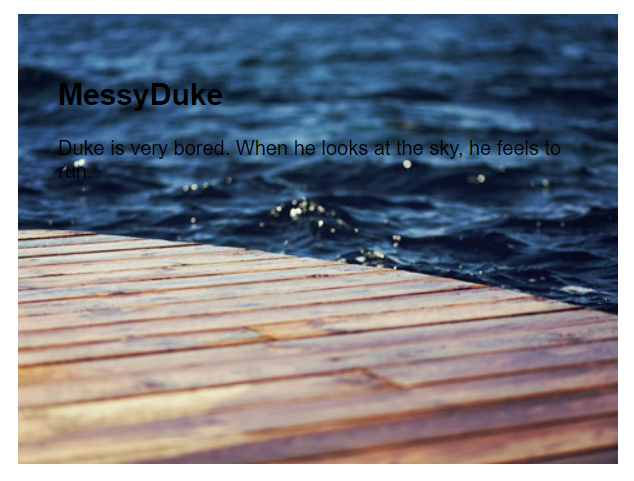 MessyDuke
Duke is very bored. When he looks at the sky, he feels to
run.